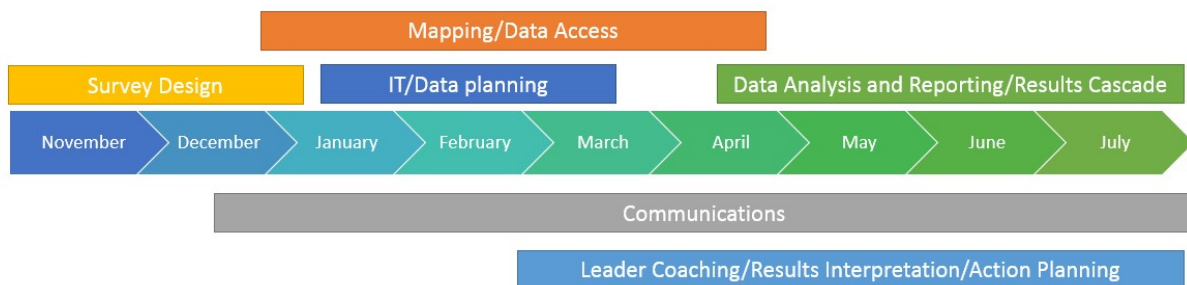 Mapping/Data Access
Survey Design
IT/Data planning
Data Analysis and Reporting/Results Cascade
November
December
January
February
March
April
May
June
July
Communications
Leader Coaching/Results Interpretation/Action Planning